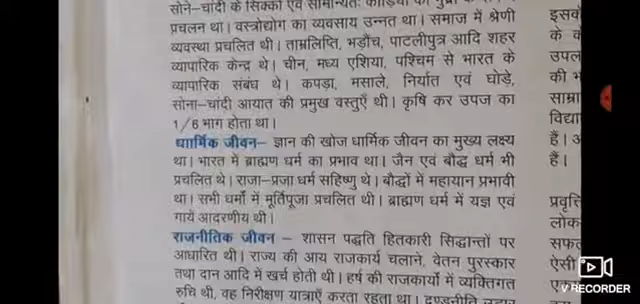 सोने-चांदी के सिक्कों एवं सामान्यतः कौड़ियों की मुद्रा
प्रचलन था। वस्त्रोद्योग का व्यवसाय उन्नत था। समाज में श्रेणी
व्यवस्था प्रचलित थी। ताम्रलिप्ति, भड़ौंच, पाटलीपुत्र आदि शहर
व्यापारिक केन्द्र थे। चीन, मध्य एशिया, पश्चिम से भारत के
व्यापारिक संबंध थे। कपड़ा, मसाले, निर्यात एवं घोड़े,
सोना-चांदी आयात की प्रमुख वस्तुएँ थी। कृषि कर उपज का
1/6 भाग होता था।
धाार्मिक जीवन– ज्ञान की खोज धार्मिक जीवन का मुख्य लक्ष्य
था। भारत में ब्राह्मण धर्म का प्रभाव था। जैन एवं बौद्ध धर्म भी
प्रचलित थे। राजा-प्रजा धर्म सहिष्णु थे। बौद्धों में महायान प्रभावी
था। सभी धर्मों में मूर्तिपूजा प्रचलित थी। ब्राह्मण धर्म में यज्ञ एवं
गायें आदरणीय थी।
राजनीतिक जीवन – शासन पद्धति हितकारी सिद्धान्तों पर
आधारित थी। राज्य की आय राजकार्य चलाने, वेतन पुरस्कार
तथा दान आदि में खर्च होती थी। हर्ष की राजकार्यों में व्यक्तिगत
रुचि थी, वह निरीक्षण यात्राएँ करता रहता था।
के
उपल
की
साम्रा
विद्या
हैं।
हैं।
प्रवृत्ति
लोक
सफल
ऐसी
V RECORDER